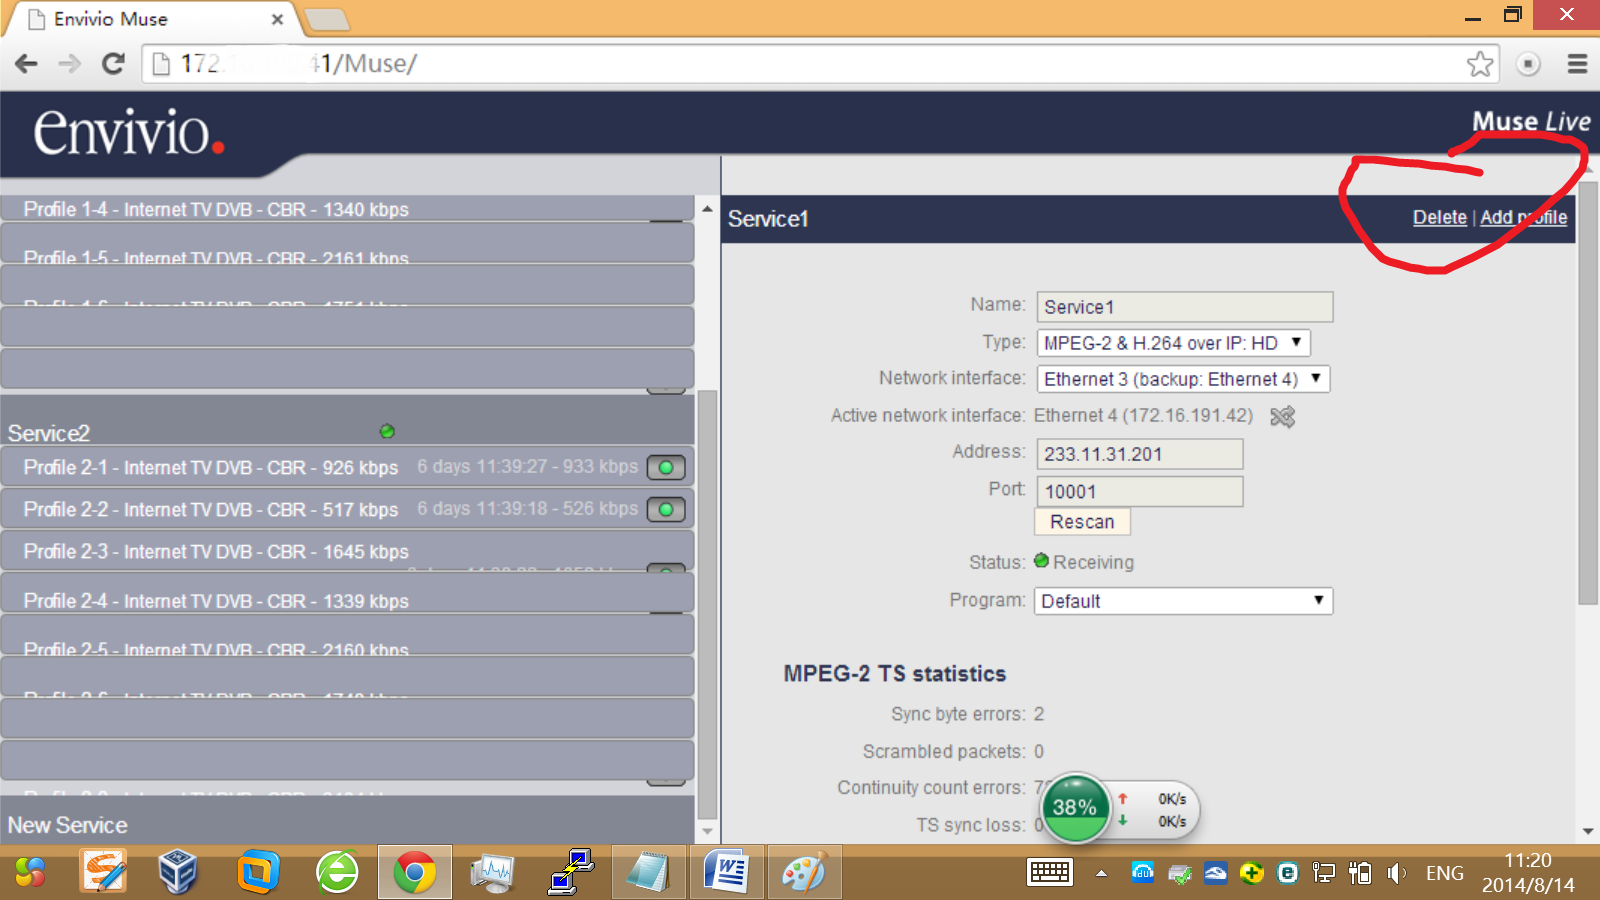 Envivio Muse
41/Muse/
envivio.
Muse Live
Profile 1-4 - Internet TV DVB - CBR - 1340 kbps
Profile 1-5 - Internet TV DVB - CBR - 2161 kbps
Service2
Profile 2-1 - Internet TV DVB - CBR - 926 kbps 6 days 11:39:27 - 933 kbps
Profile 2-2 - Internet TV DVB - CBR - 517 kbps 6 days 11:39:18 - 526 kbps
Profile 2-3 - Internet TV DVB - CBR - 1645 kbps
Profile 2-4 - Internet TV DVB - CBR - 1339 kbps
Profile 2-5 - Internet TV DVB - CBR - 2160 kbps
New Service
Service1
Delete | Add profile
Name: Service1
Type: MPEG-2 & H.264 over IP: HD
Network interface: Ethernet 3 (backup: Ethernet 4)
Active network interface: Ethernet 4 (172.16.191.42)
Address: 233.11.31.201
Port: 10001
Rescan
Status: Receiving
Program: Default
MPEG-2 TS statistics
Sync byte errors: 2
Scrambled packets: 0
Continuity count errors:
TS sync loss:
38%
0K/s
0K/s
ENG
11:20
2014/8/14